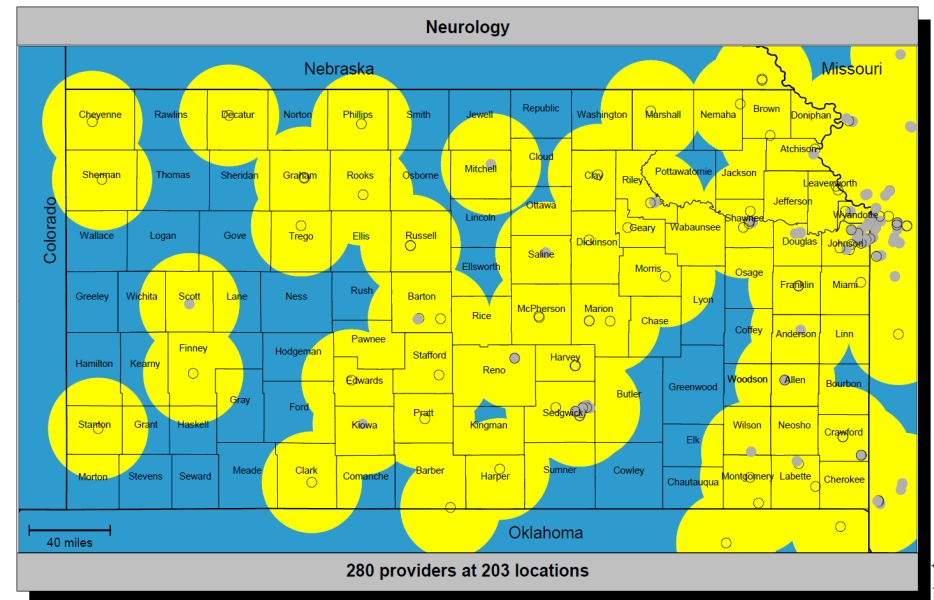 Neurology
Nebraska
Missouri
Colorado
Cheyenne Rawlins Decatur Norton Phillips Smith Jewell Republic Washington Marshall Nemaha Brown Doniphan
Sherman Thomas Sheridan Graham Rooks Osborne Mitchell Cloud Clay Riley Pottawatomie Jackson Atchison
Jefferson Leavenworth Wyandotte
Wallace Logan Gove Trego Ellis Russell Lincoln Ottawa Saline Dickinson Geary Wabaunsee Shawnee Douglas Johnson
Ellsworth Morris Osage Franklin Miami
Greeley Wichita Scott Lane Ness Rush Barton Rice McPherson Marion Chase Lyon Coffey Anderson Linn
Hamilton Kearny Finney Hodgeman Pawnee Stafford Reno Harvey
Gray Ford Edwards Sedgwick Butler Greenwood Woodson Allen Bourbon
Stanton Grant Haskell Kiowa Pratt Kingman Elk Wilson Neosho Crawford
Morton Stevens Seward Meade Clark Comanche Barber Harper Sumner Cowley Chautauqua Montgomery Labette Cherokee
40 miles
Oklahoma
280 providers at 203 locations